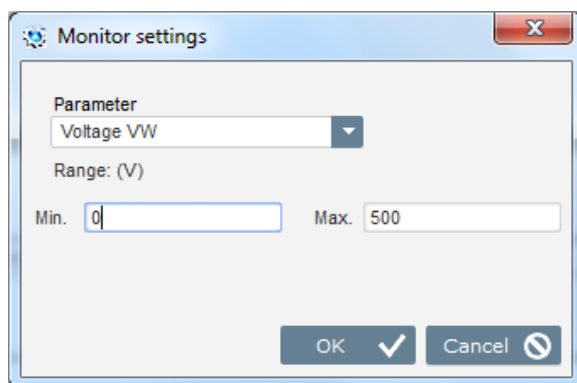 Monitor settings
Parameter
Voltage VW
Range: (V)
Min. 0 Max. 500
OK Cancel